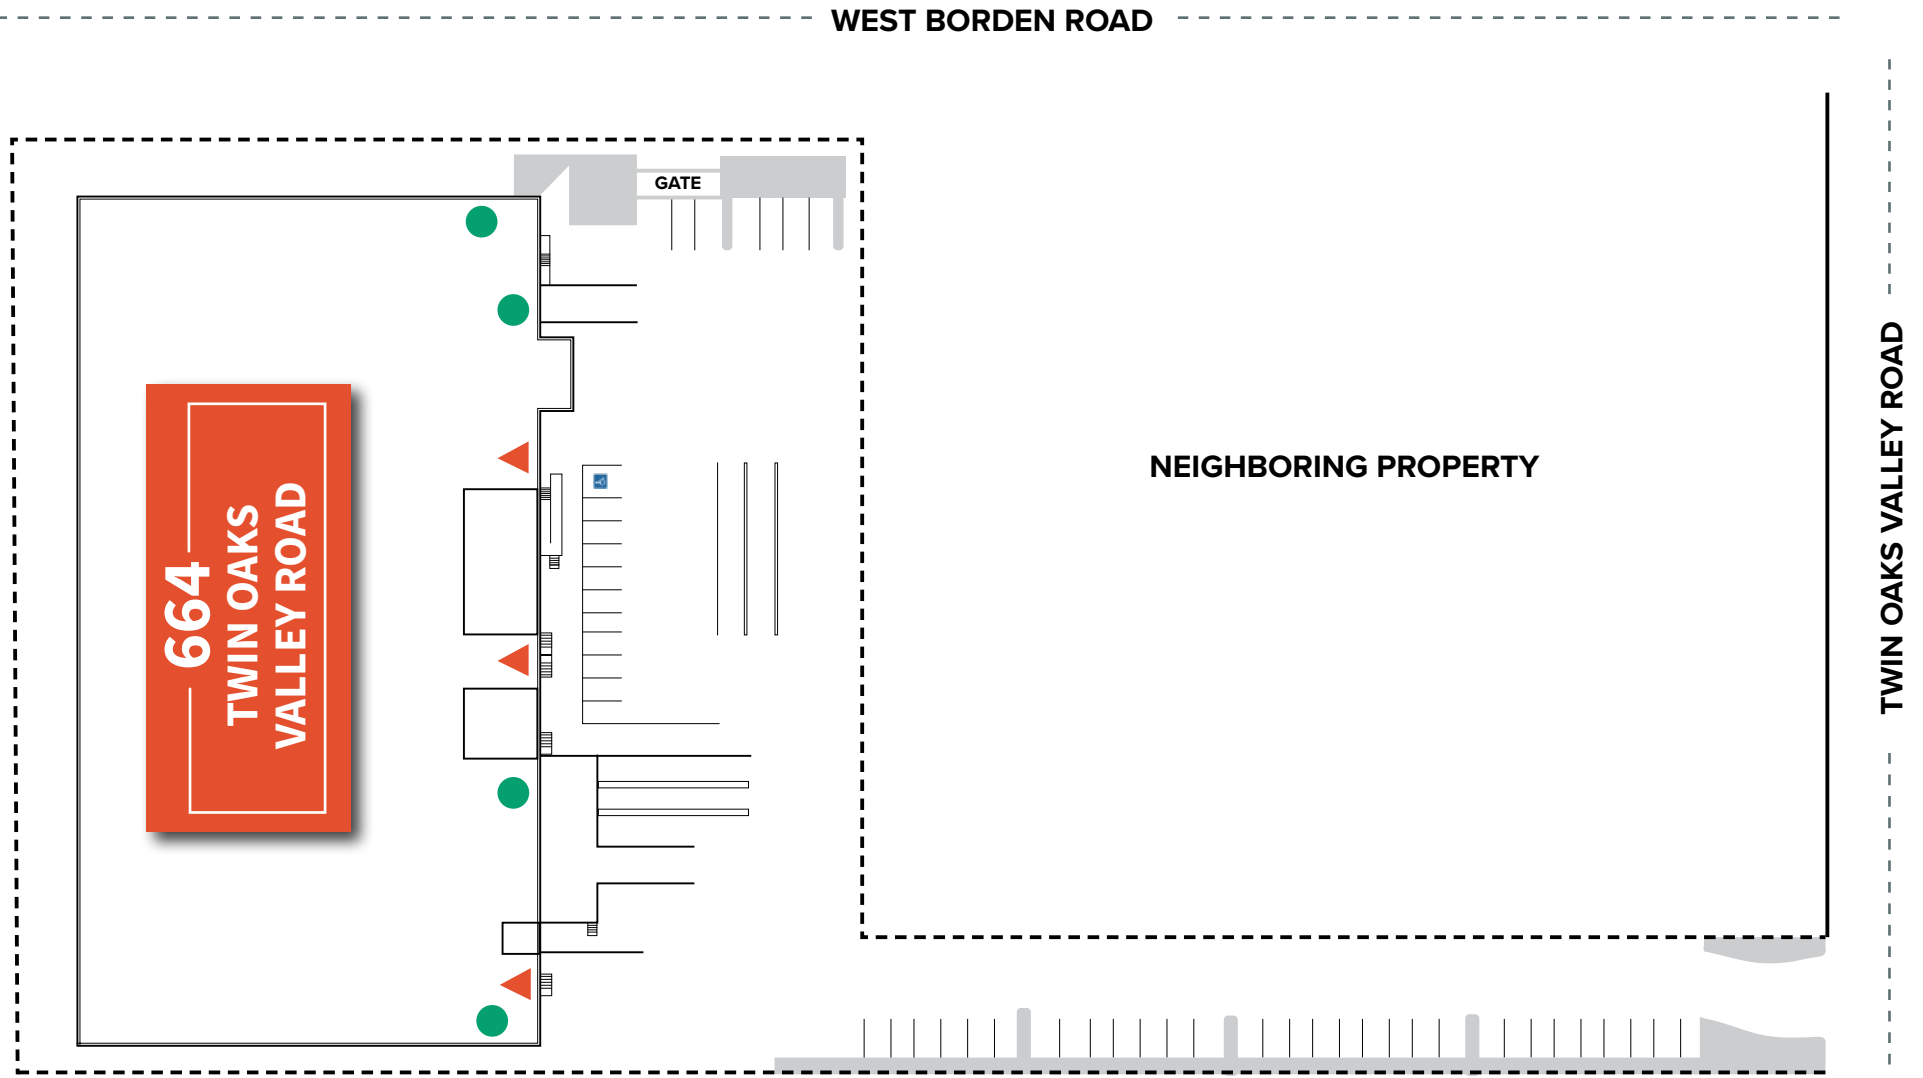 WEST BORDEN ROAD
GATE
NEIGHBORING PROPERTY
TWIN OAKS VALLEY ROAD
664
TWIN OAKS
VALLEY ROAD